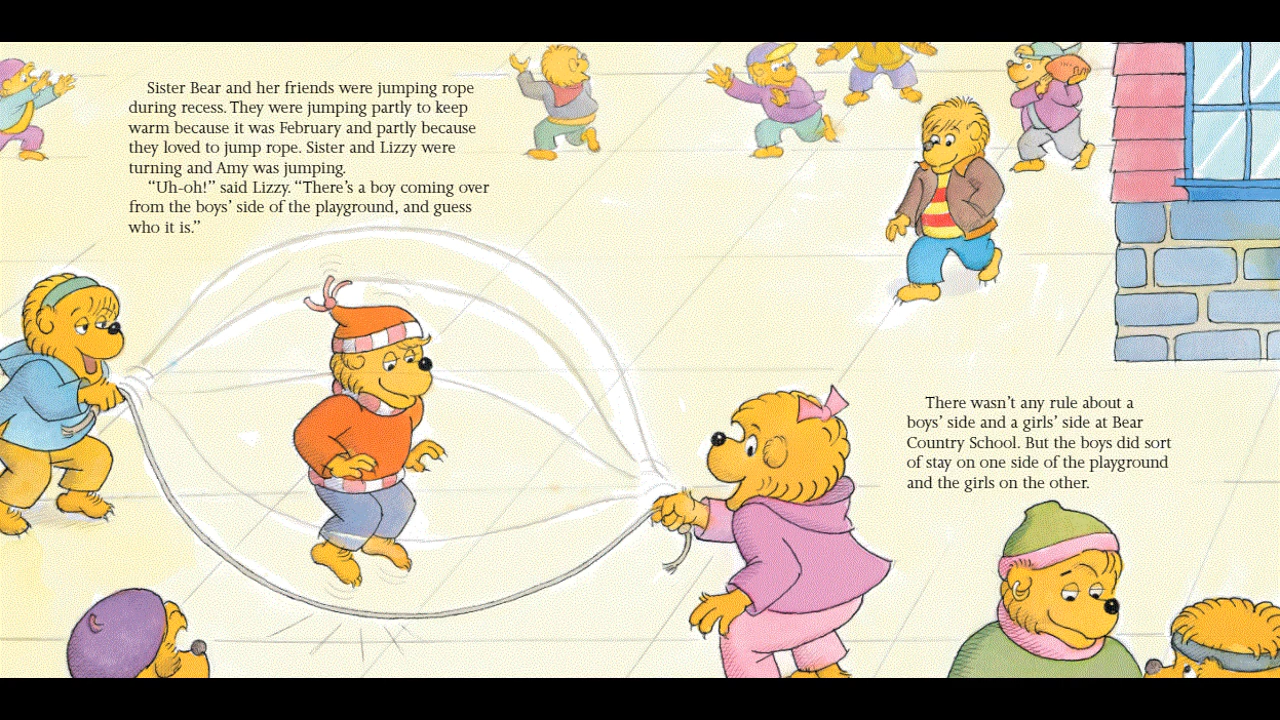 Sister Bear and her friends were jumping rope
during recess. They were jumping partly to keep
warm because it was February and partly because
they loved to jump rope. Sister and Lizzy were
turning and Amy was jumping.
“Uh-oh!” said Lizzy. “There’s a boy coming over
from the boys’ side of the playground, and guess
who it is.”
There wasn’t any rule about a
boys’ side and a girls’ side at Bear
Country School. But the boys did sort
of stay on one side of the playground
and the girls on the other.